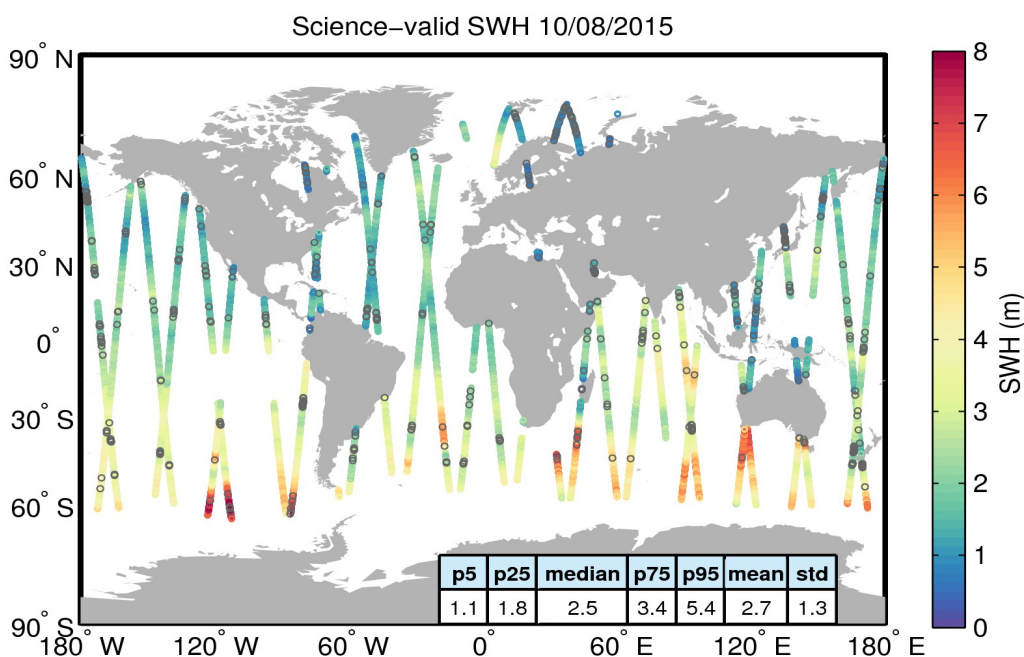 Science−valid SWH 10/08/2015
90° N
60° N
30° N
0°
30° S
60° S
90° S
180° W
120° W
60° W
0°
60° E
120° E
180° E
p5 p25 median p75 p95 mean std
1.1 1.8 2.5 3.4 5.4 2.7 1.3
8
7
6
5
4
3
2
1
0
SWH (m)